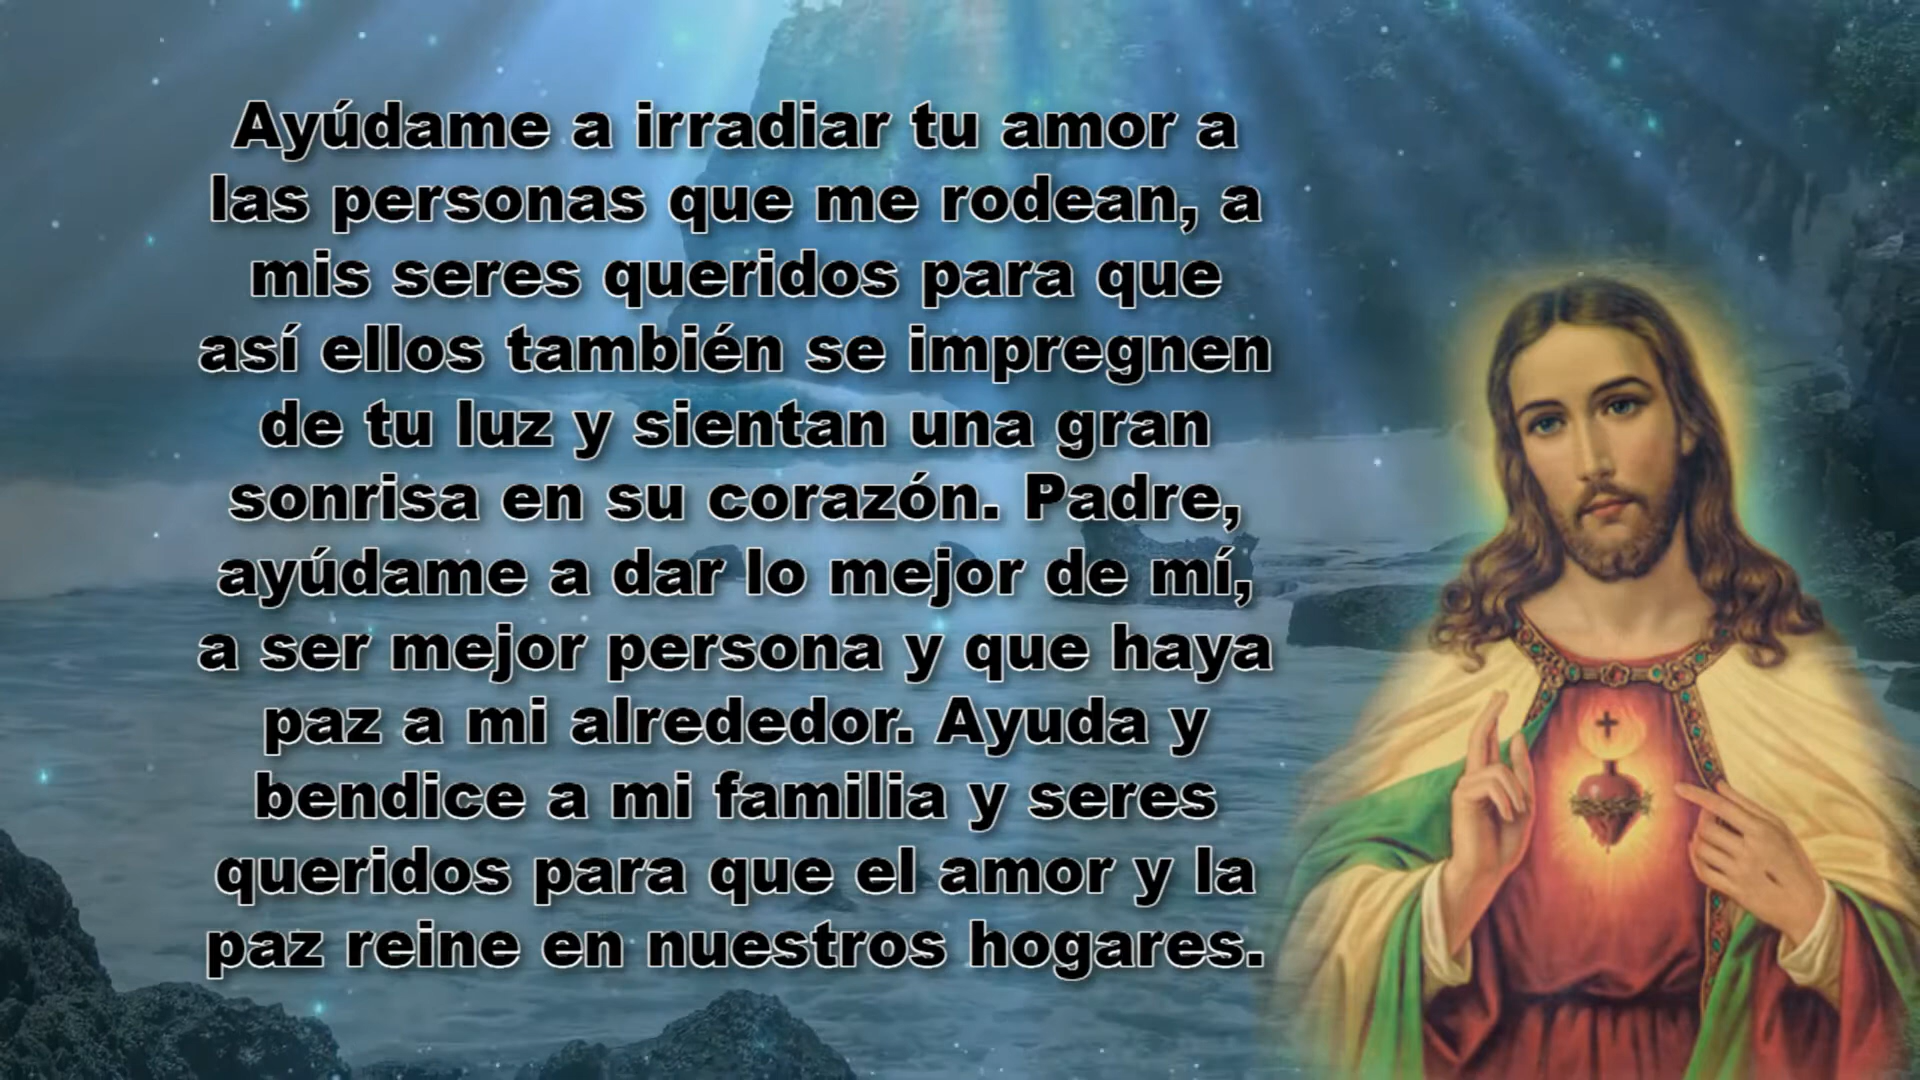 Ayúdame a irradiar tu amor a
las personas que me rodean, a
mis seres queridos para que
así ellos también se impregnen
de tu luz y sientan una gran
sonrisa en su corazón. Padre,
ayúdame a dar lo mejor de mí,
a ser mejor persona y que haya
paz a mi alrededor. Ayuda y
bendice a mi familia y seres
queridos para que el amor y la
paz reine en nuestros hogares.